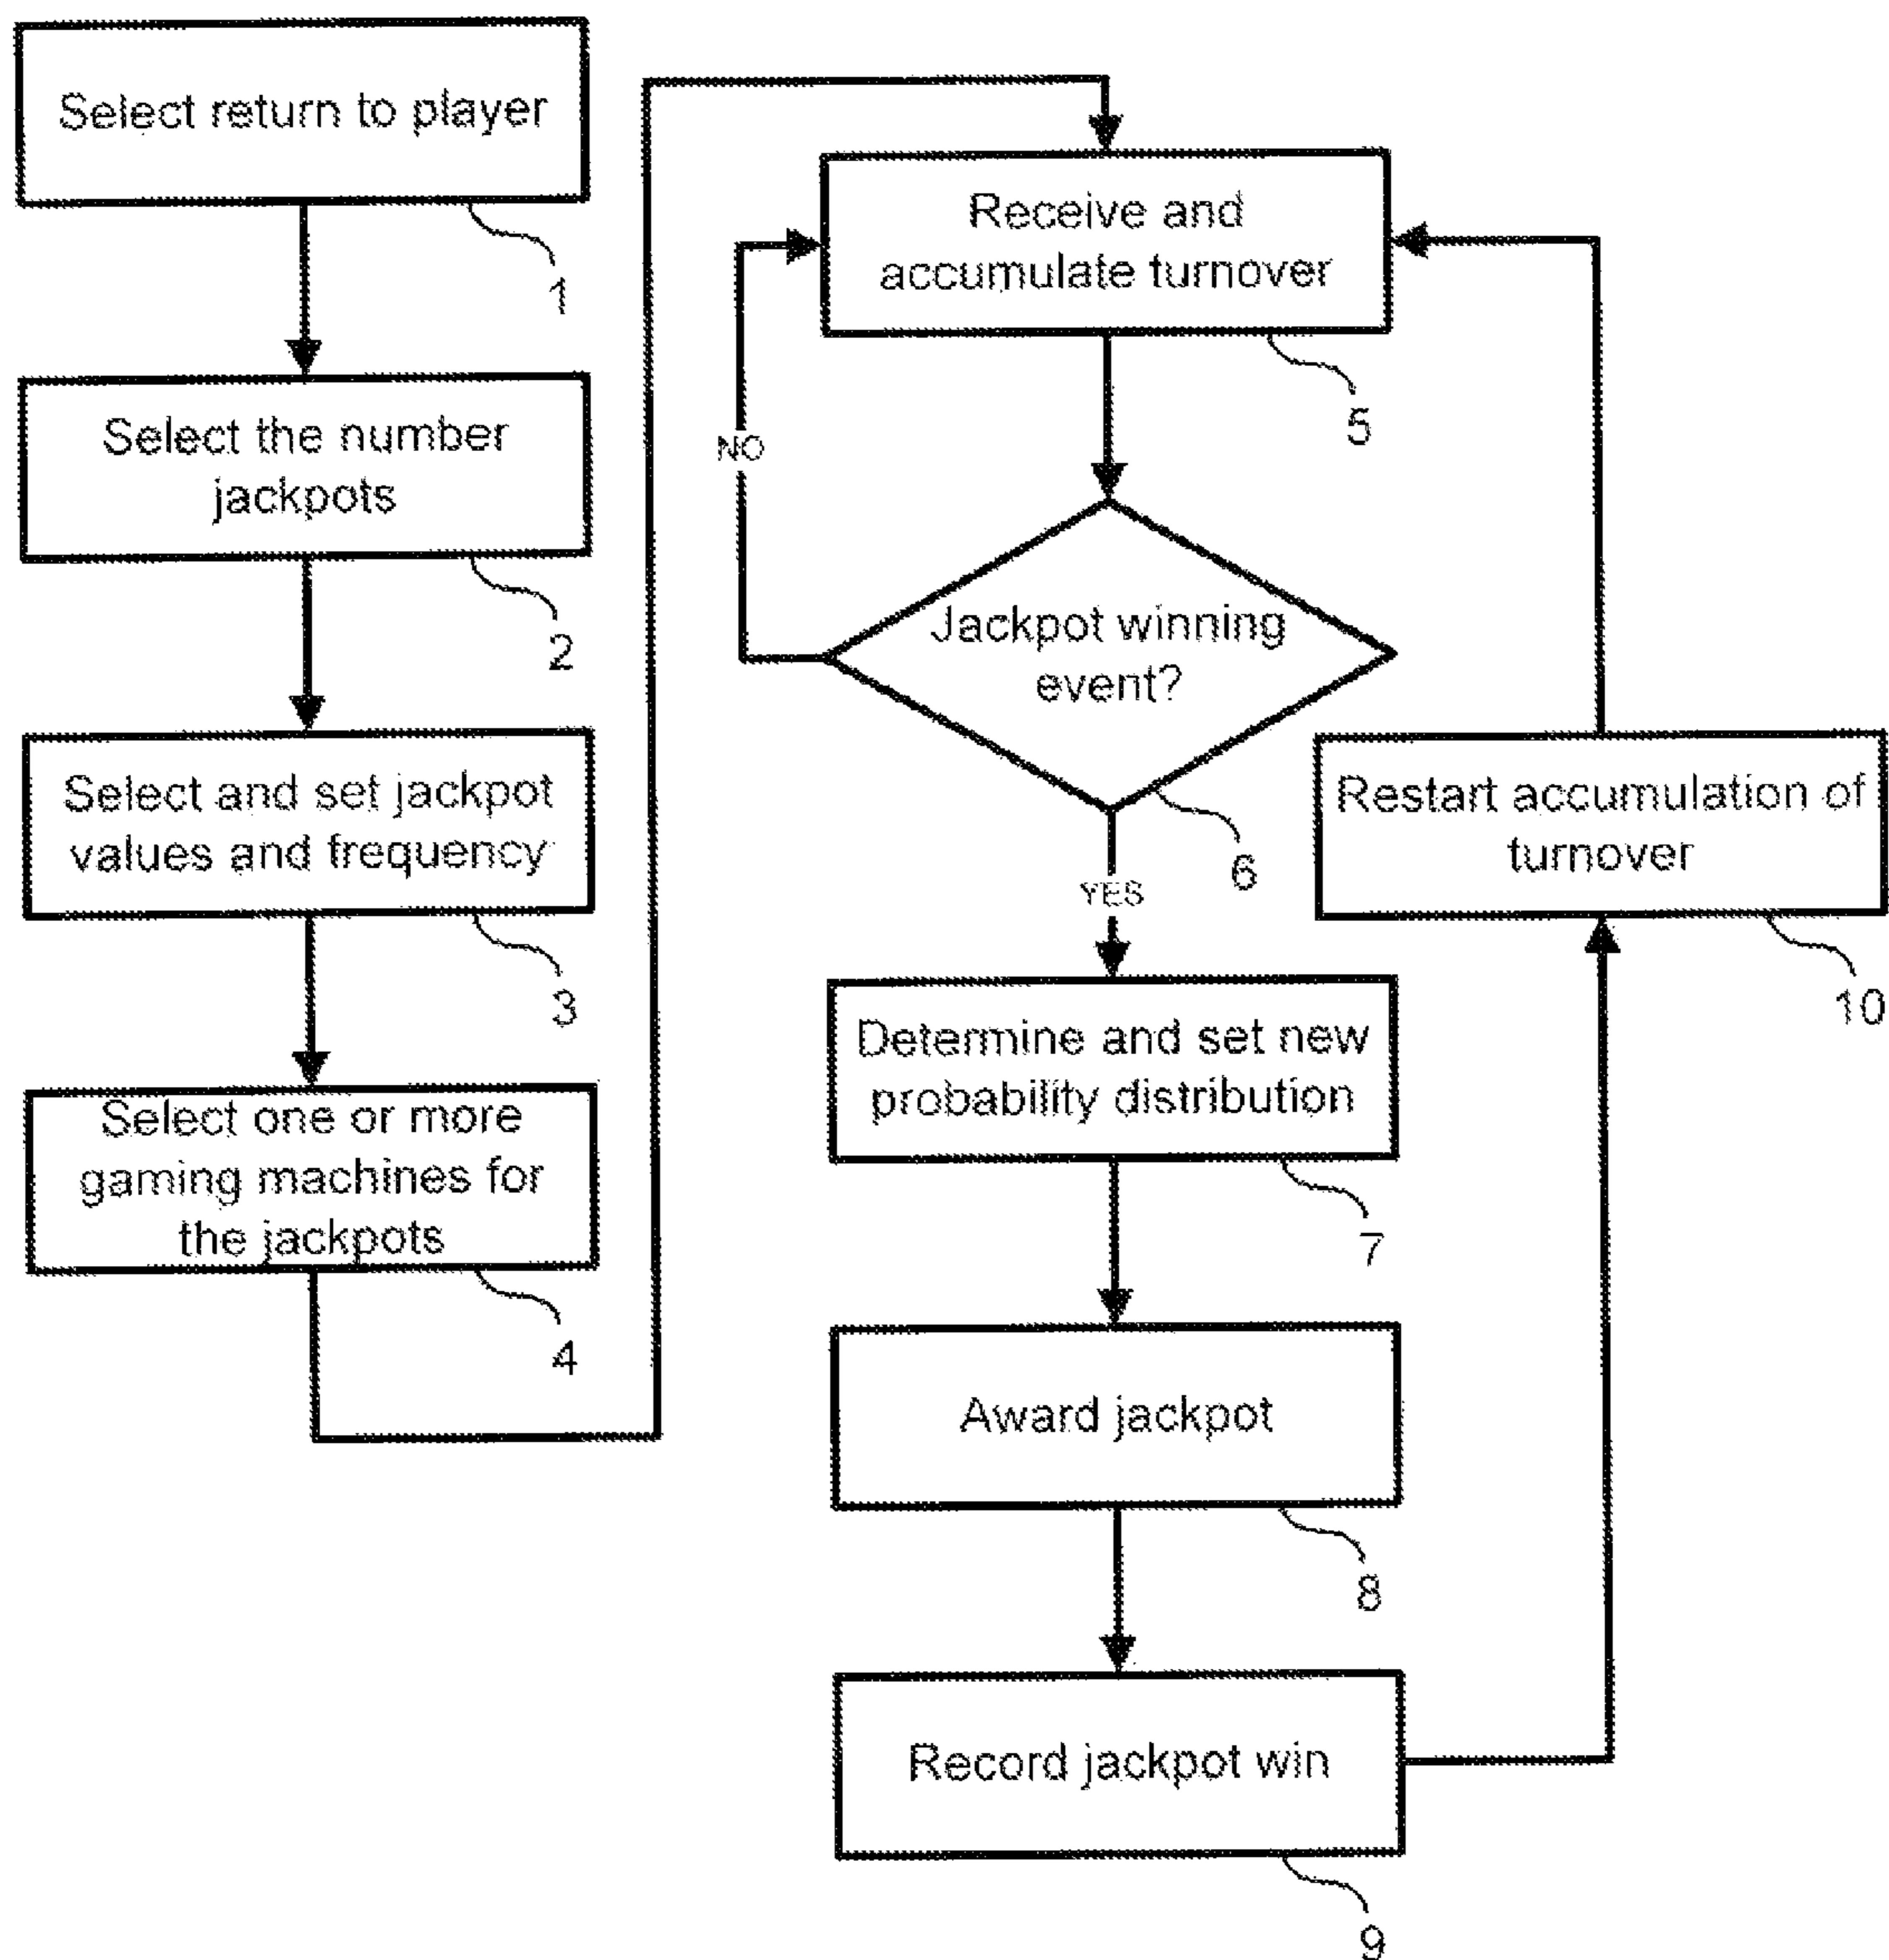 Select return to player
1
Select the number
jackpots
2
Select and set jackpot
values and frequency
3
Select one or more
gaming machines for
the jackpots
4
Receive and
accumulate turnover
5
NO
Jackpot winning
event?
6
YES
Determine and set new
probability distribution
7
Award jackpot
8
Record jackpot win
9
Restart accumulation of
turnover
10